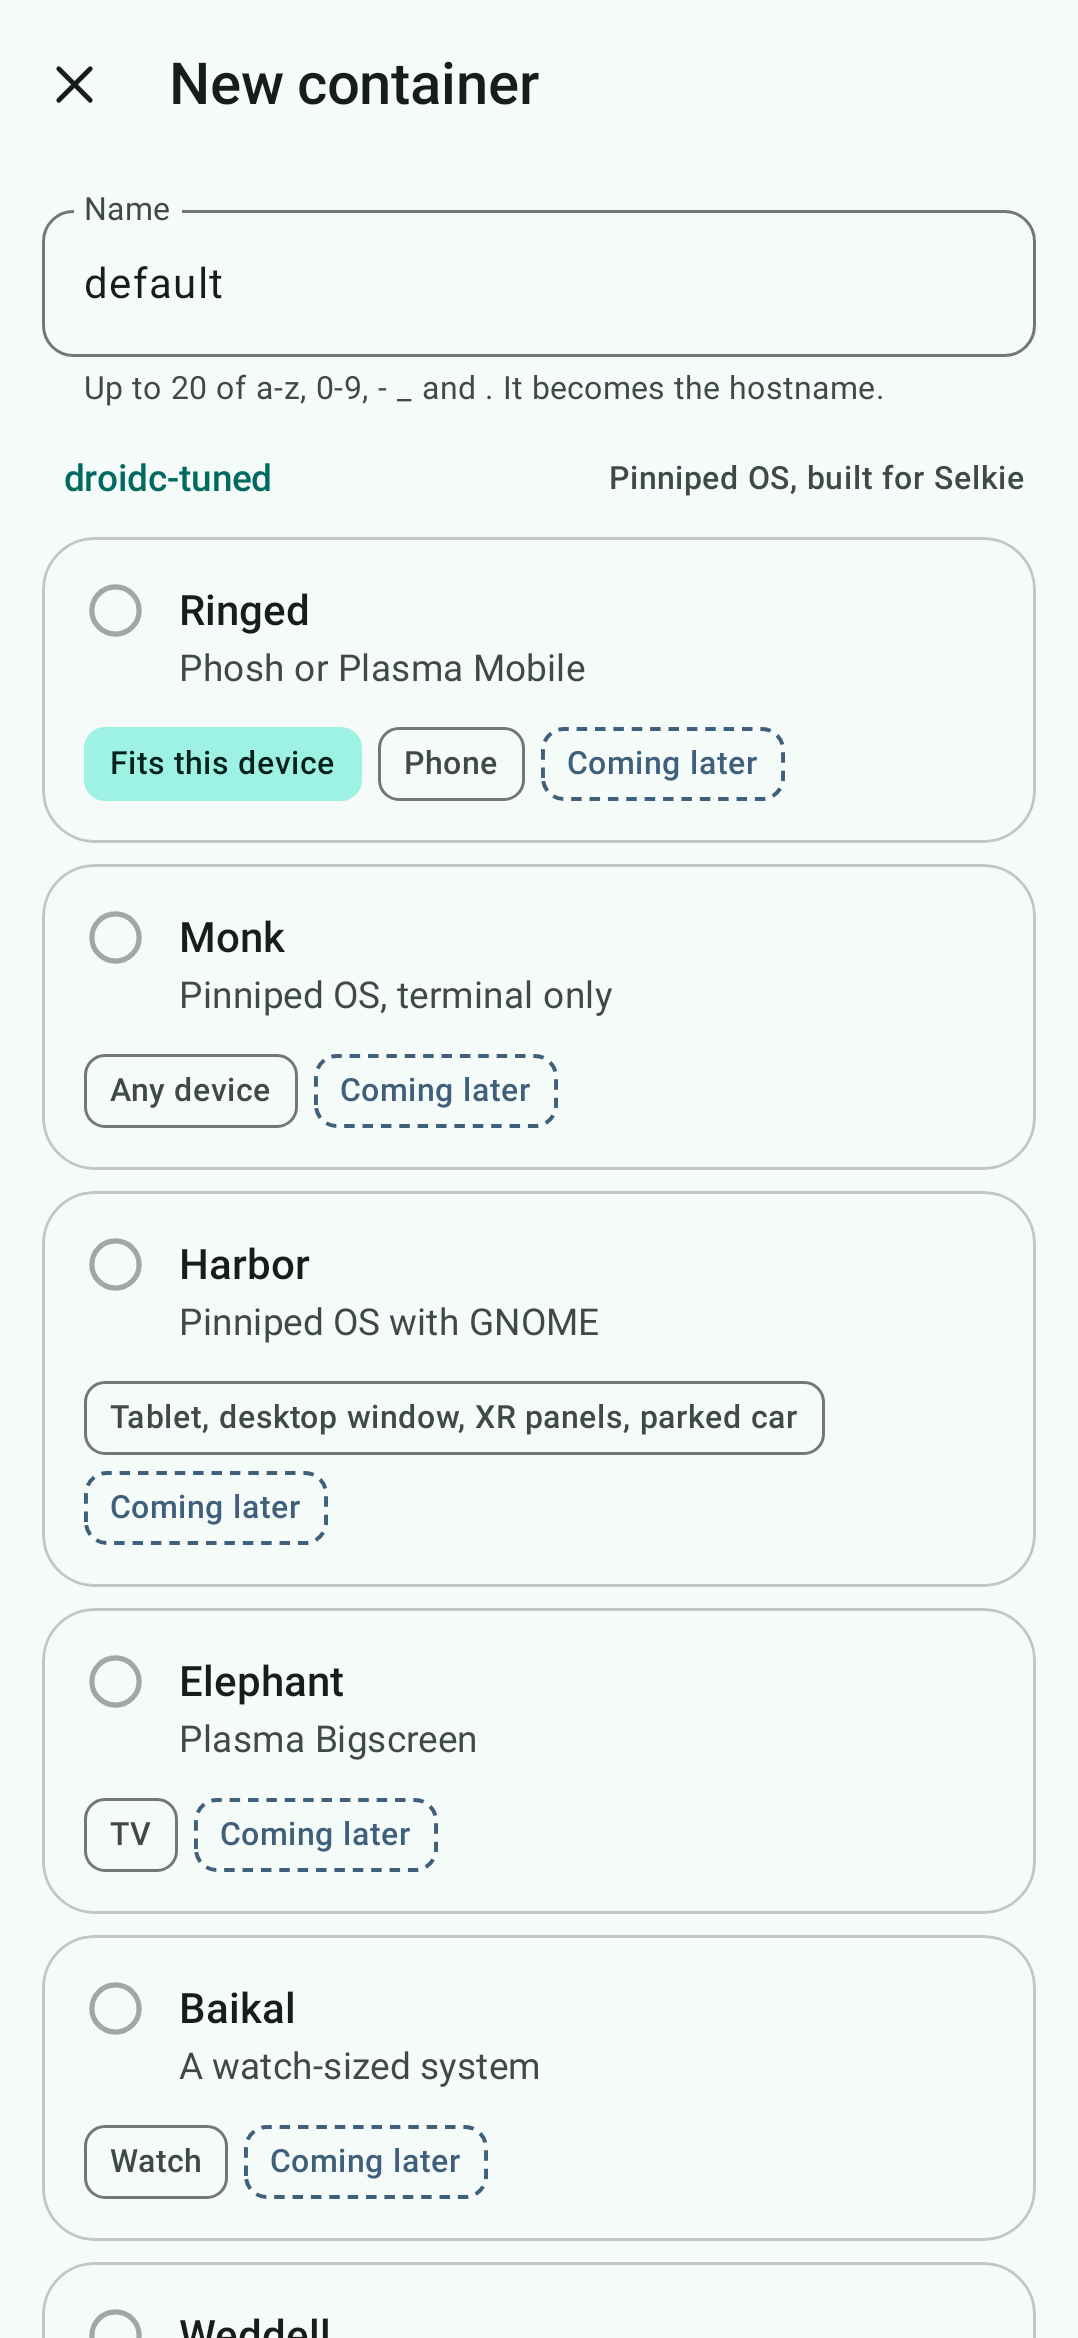 New container
Name
default
Up to 20 of a-z, 0-9, - _ and . It becomes the hostname.
droidc-tuned
Pinniped OS, built for Selkie
Ringed
Phosh or Plasma Mobile
Fits this device
Phone
Coming later
Monk
Pinniped OS, terminal only
Any device
Coming later
Harbor
Pinniped OS with GNOME
Tablet, desktop window, XR panels, parked car
Coming later
Elephant
Plasma Bigscreen
TV
Coming later
Baikal
A watch-sized system
Watch
Coming later
Weddell